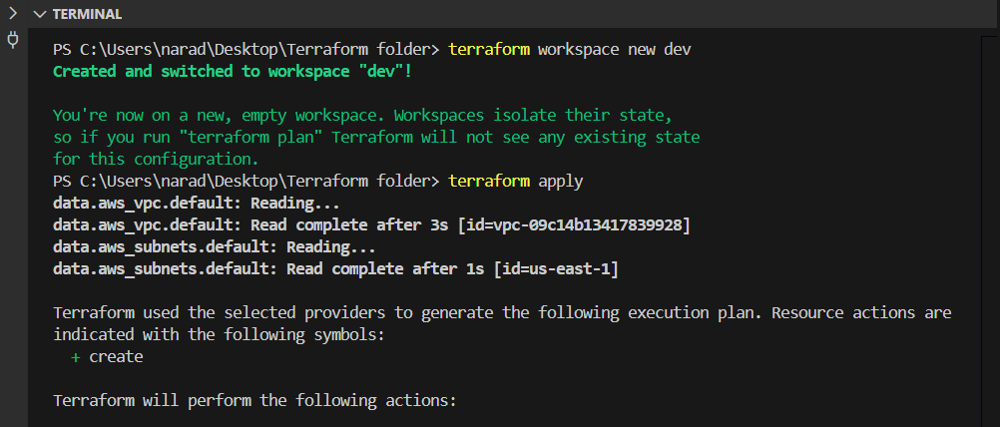 TERMINAL
PS C:\Users\narad\Desktop\Terraform folder> terraform workspace new dev
Created and switched to workspace "dev"!
You're now on a new, empty workspace. Workspaces isolate their state,
so if you run "terraform plan" Terraform will not see any existing state
for this configuration.
PS C:\Users\narad\Desktop\Terraform folder> terraform apply
data.aws_vpc.default: Reading...
data.aws_vpc.default: Read complete after 3s [id=vpc-09c14b13417839928]
data.aws_subnets.default: Reading...
data.aws_subnets.default: Read complete after 1s [id=us-east-1]
Terraform used the selected providers to generate the following execution plan. Resource actions are
indicated with the following symbols:
+ create
Terraform will perform the following actions: